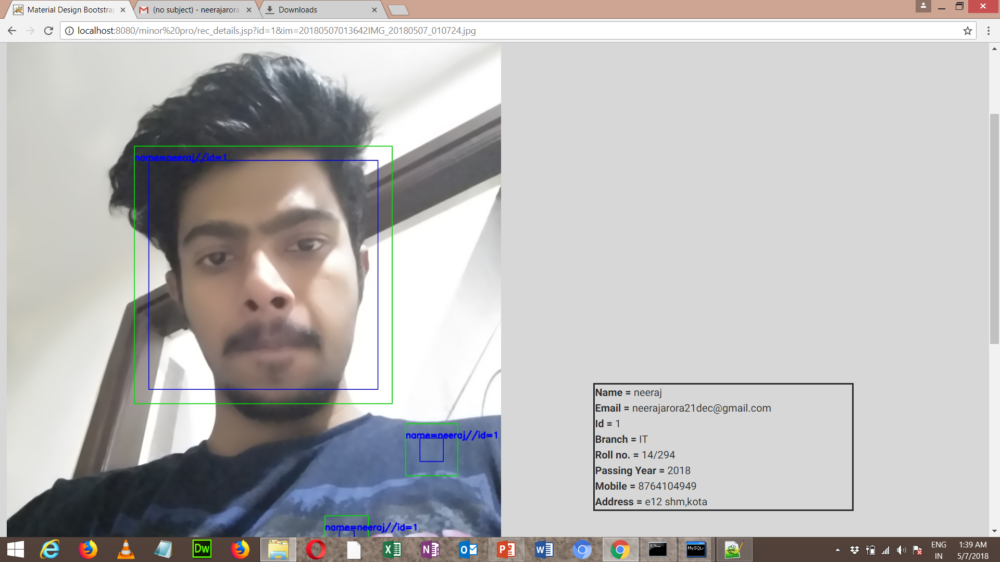 Material Design Bootstra
(no subject) - neerajarora
Downloads
localhost:8080/minor%20pro/rec_details.jsp?id=1&im=20180507013642IMG_20180507_010724.jpg
name=neeraj//id=1
name=neeraj//id=1
name=neeraj//id=1
Name = neeraj
Email = neerajarora21dec@gmail.com
Id = 1
Branch = IT
Roll no. = 14/294
Passing Year = 2018
Mobile = 8764104949
Address = e12 shm,kota
Dw
MySQL>
ENG
IN
1:39 AM
5/7/2018